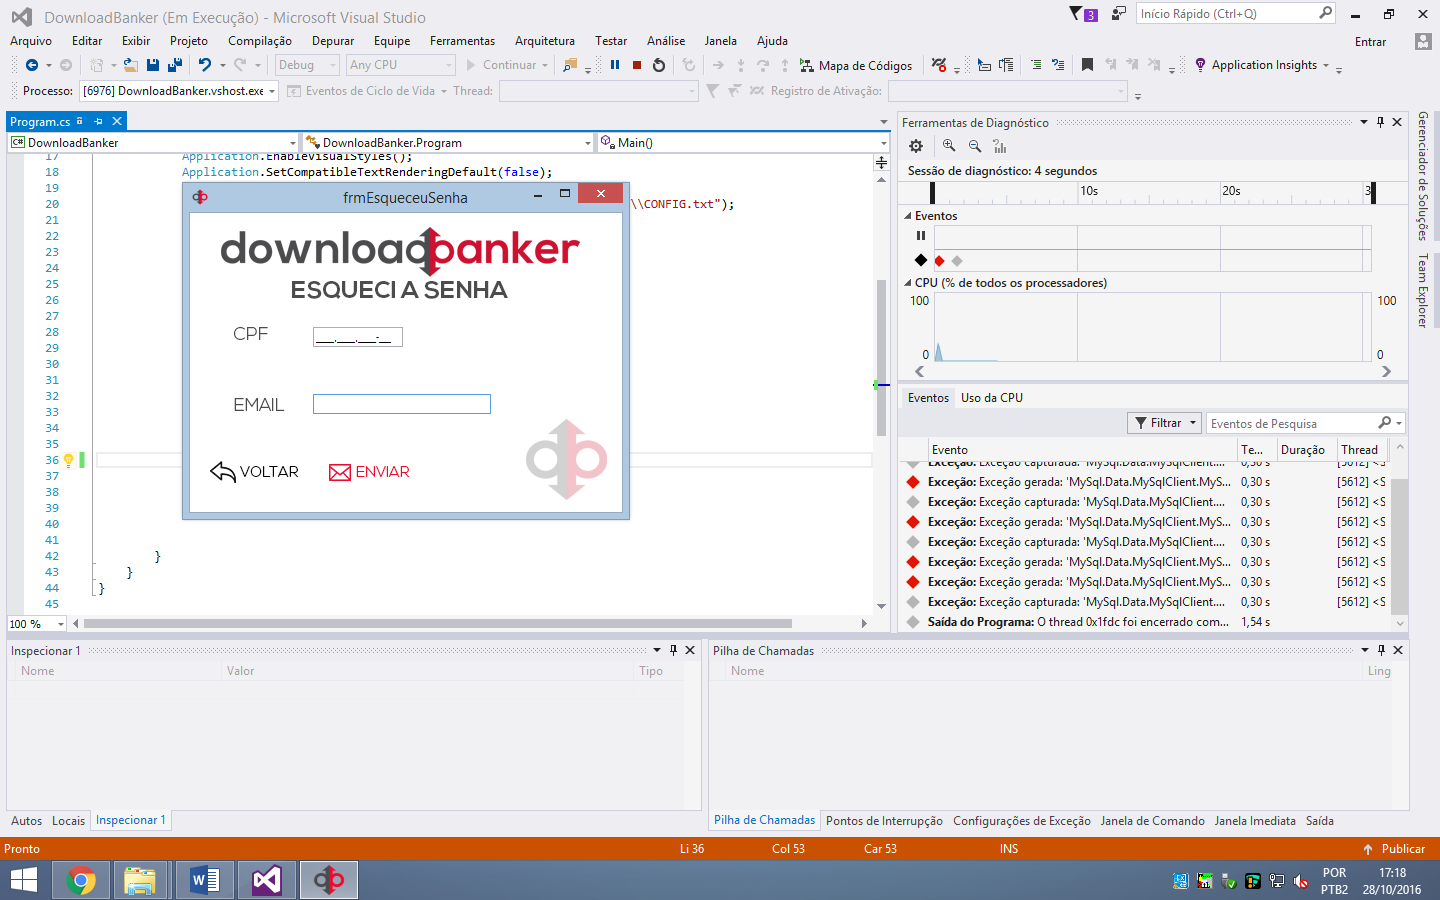 DownloadBanker (Em Execução) - Microsoft Visual Studio
3
Início Rápido (Ctrl+Q)
Arquivo Editar Exibir Projeto Compilação Depurar Equipe Ferramentas Arquitetura Testar Análise Janela Ajuda
Entrar
Debug Any CPU Continuar Mapa de Códigos Application Insights
Processo: [6976] DownloadBanker.vshost.exe Eventos de Ciclo de Vida Thread: Registro de Ativação:
Program.cs
C# DownloadBanker DownloadBanker.Program Main()
17 Application.EnableVisualStyles();
18 Application.SetCompatibleTextRenderingDefault(false);
19
20 \\CONFIG.txt");
21
22
23
24
25
26
27
28
29
30
31
32
33
34
35
36
37
38
39
40
41
42 }
43 }
44 }
45
100 %
frmEsqueceuSenha
downloadbanker
ESQUECI A SENHA
CPF ___.___.___-__
EMAIL
VOLTAR ENVIAR
Ferramentas de Diagnóstico
Sessão de diagnóstico: 4 segundos
10s 20s 3
Eventos
CPU (% de todos os processadores)
100 100
0 0
Eventos Uso da CPU
Filtrar Eventos de Pesquisa
Evento Te... Duração Thread
Exceção: Exceção capturada: 'MySql.Data.MySqlClient.... 0,30 s [5612] <S
Exceção: Exceção gerada: 'MySql.Data.MySqlClient.MyS... 0,30 s [5612] <S
Exceção: Exceção capturada: 'MySql.Data.MySqlClient.... 0,30 s [5612] <S
Exceção: Exceção gerada: 'MySql.Data.MySqlClient.MyS... 0,30 s [5612] <S
Exceção: Exceção capturada: 'MySql.Data.MySqlClient.... 0,30 s [5612] <S
Exceção: Exceção gerada: 'MySql.Data.MySqlClient.MyS... 0,30 s [5612] <S
Exceção: Exceção gerada: 'MySql.Data.MySqlClient.MyS... 0,30 s [5612] <S
Exceção: Exceção capturada: 'MySql.Data.MySqlClient.... 0,30 s [5612] <S
Saída do Programa: O thread 0x1fdc foi encerrado com... 1,54 s
Gerenciador de Soluções
Team Explorer
Inspecionar 1
Nome Valor Tipo
Autos Locais Inspecionar 1
Pilha de Chamadas
Nome Ling
Pilha de Chamadas Pontos de Interrupção Configurações de Exceção Janela de Comando Janela Imediata Saída
Pronto Li 36 Col 53 Car 53 INS Publicar
POR 17:18
PTB2 28/10/2016